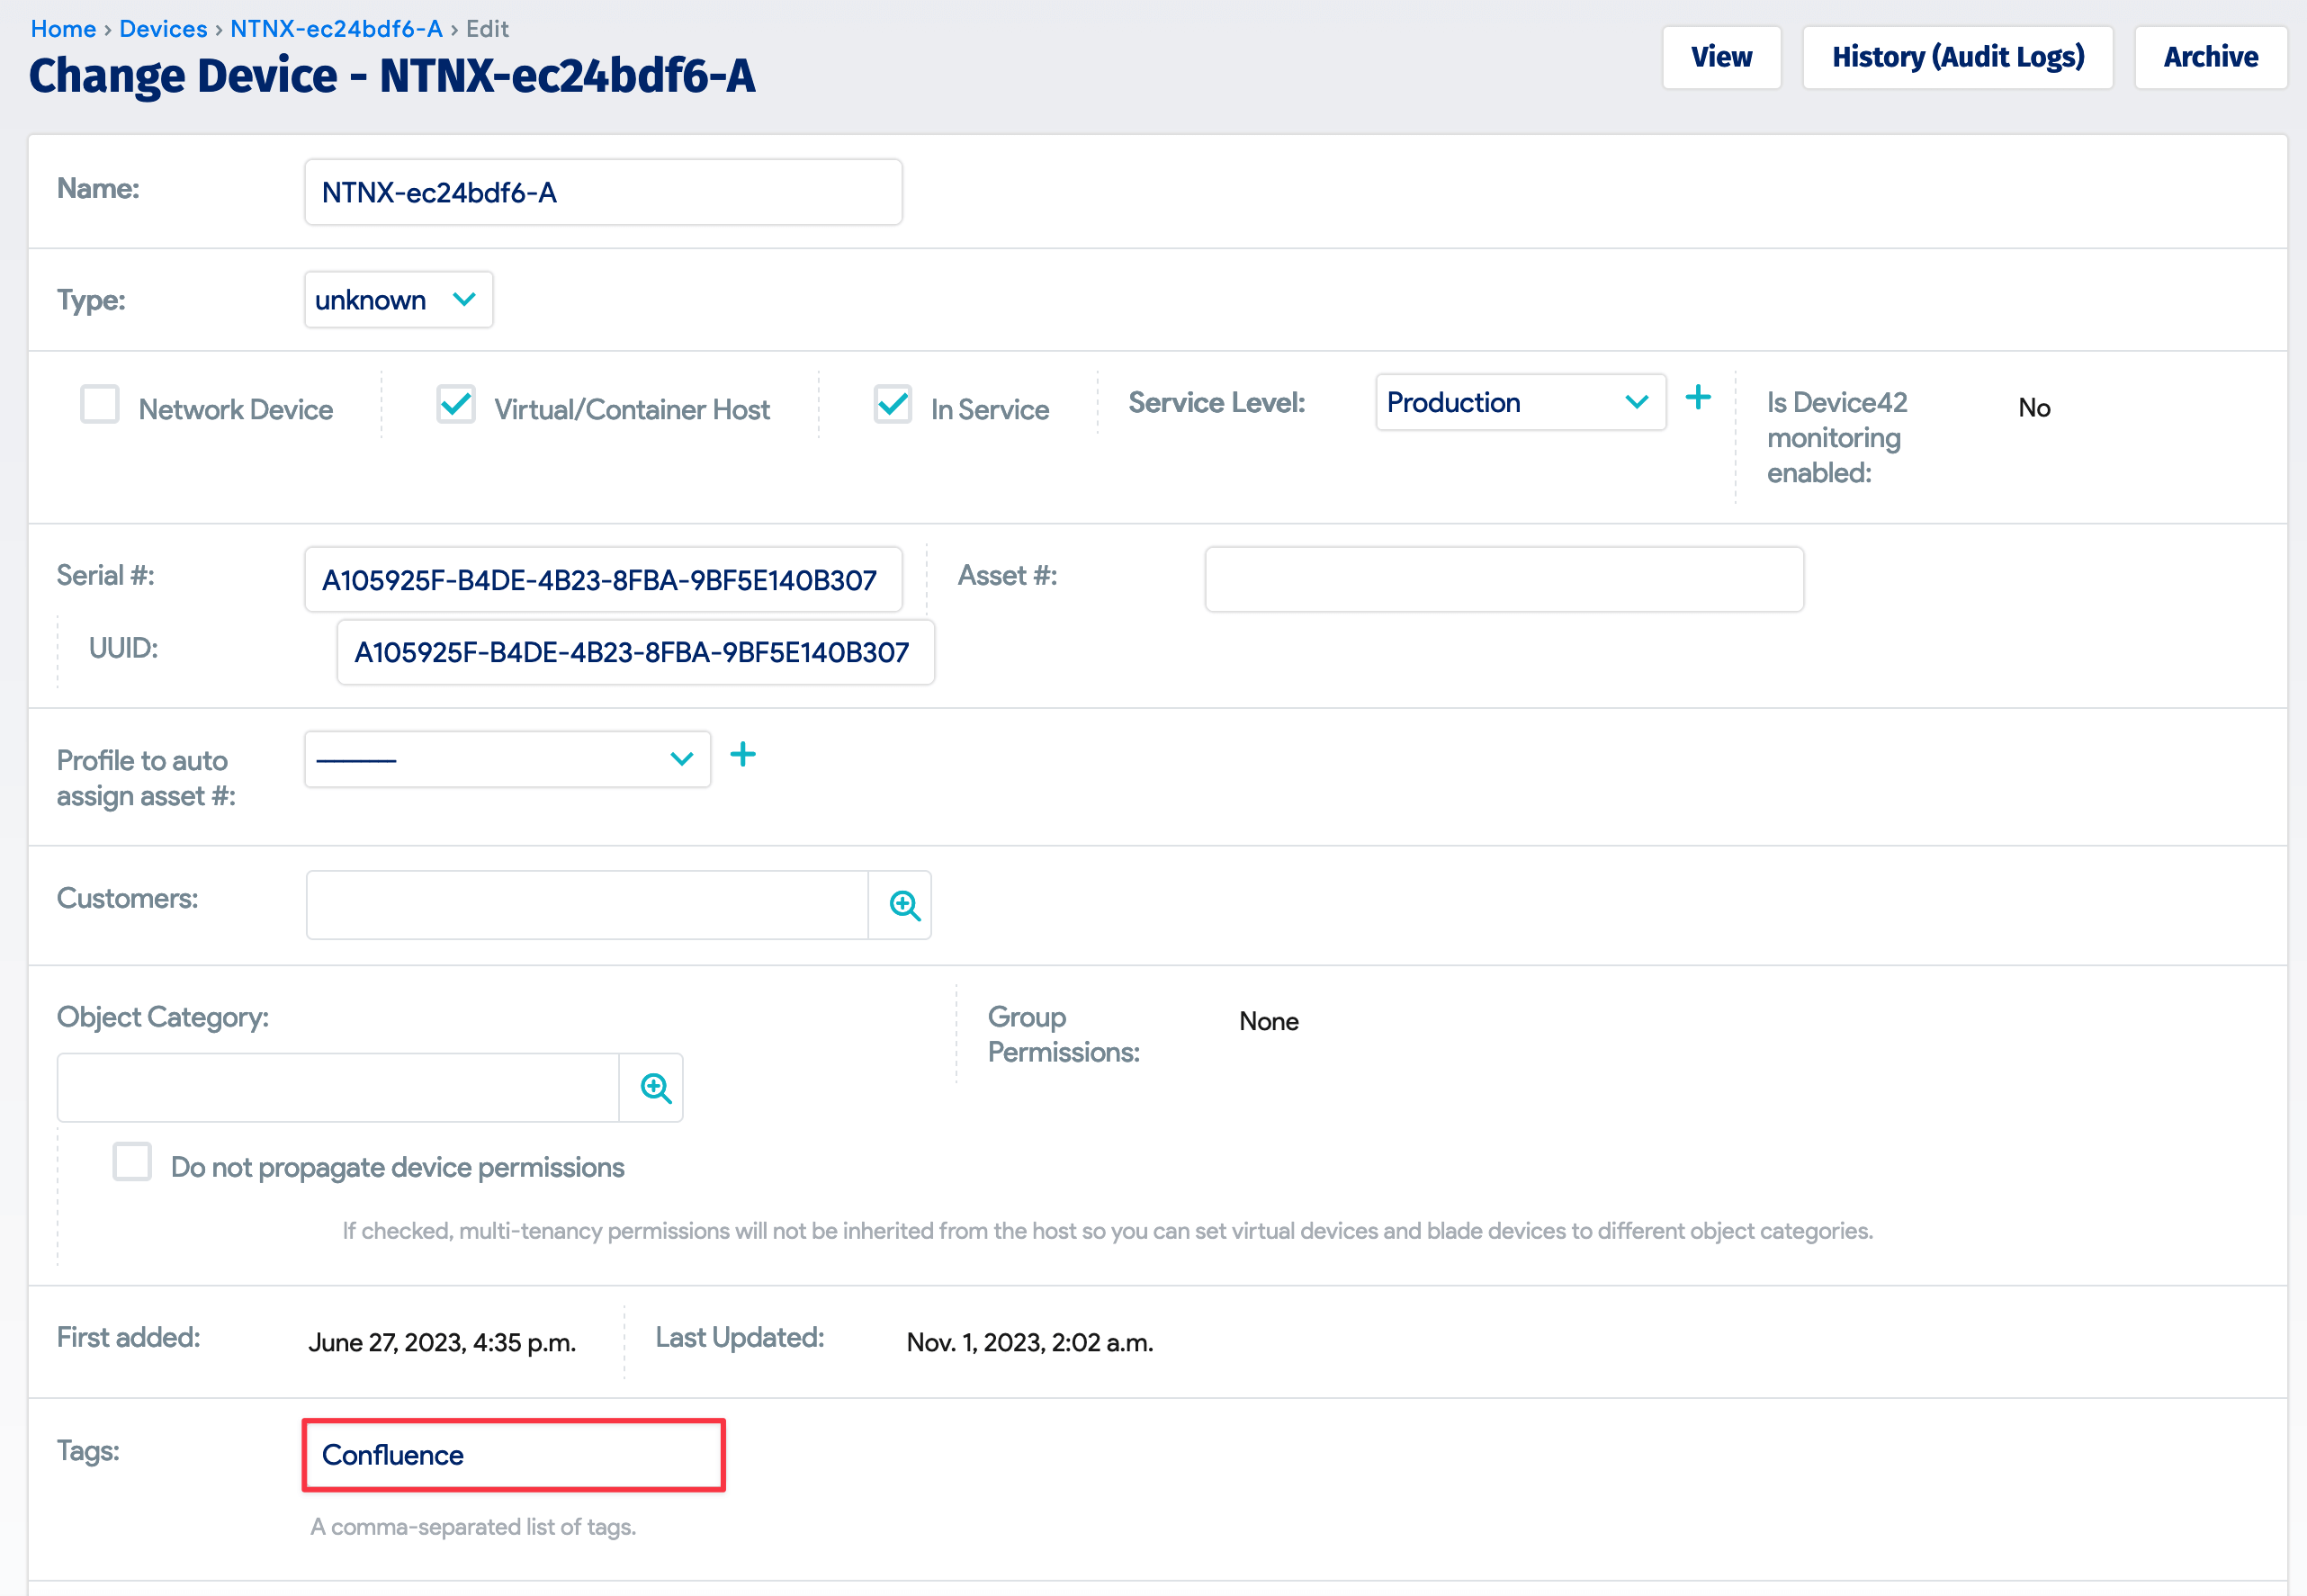 Home › Devices › NTNX-ec24bdf6-A › Edit
Change Device - NTNX-ec24bdf6-A
View
History (Audit Logs)
Archive
Name:
NTNX-ec24bdf6-A
Type:
unknown
Network Device
Virtual/Container Host
In Service
Service Level:
Production
Is Device42
monitoring
enabled:
No
Serial #:
A105925F-B4DE-4B23-8FBA-9BF5E140B307
Asset #:
UUID:
A105925F-B4DE-4B23-8FBA-9BF5E140B307
Profile to auto
assign asset #:
Customers:
Object Category:
Group
Permissions:
None
Do not propagate device permissions
If checked, multi-tenancy permissions will not be inherited from the host so you can set virtual devices and blade devices to different object categories.
First added:
June 27, 2023, 4:35 p.m.
Last Updated:
Nov. 1, 2023, 2:02 a.m.
Tags:
Confluence
A comma-separated list of tags.